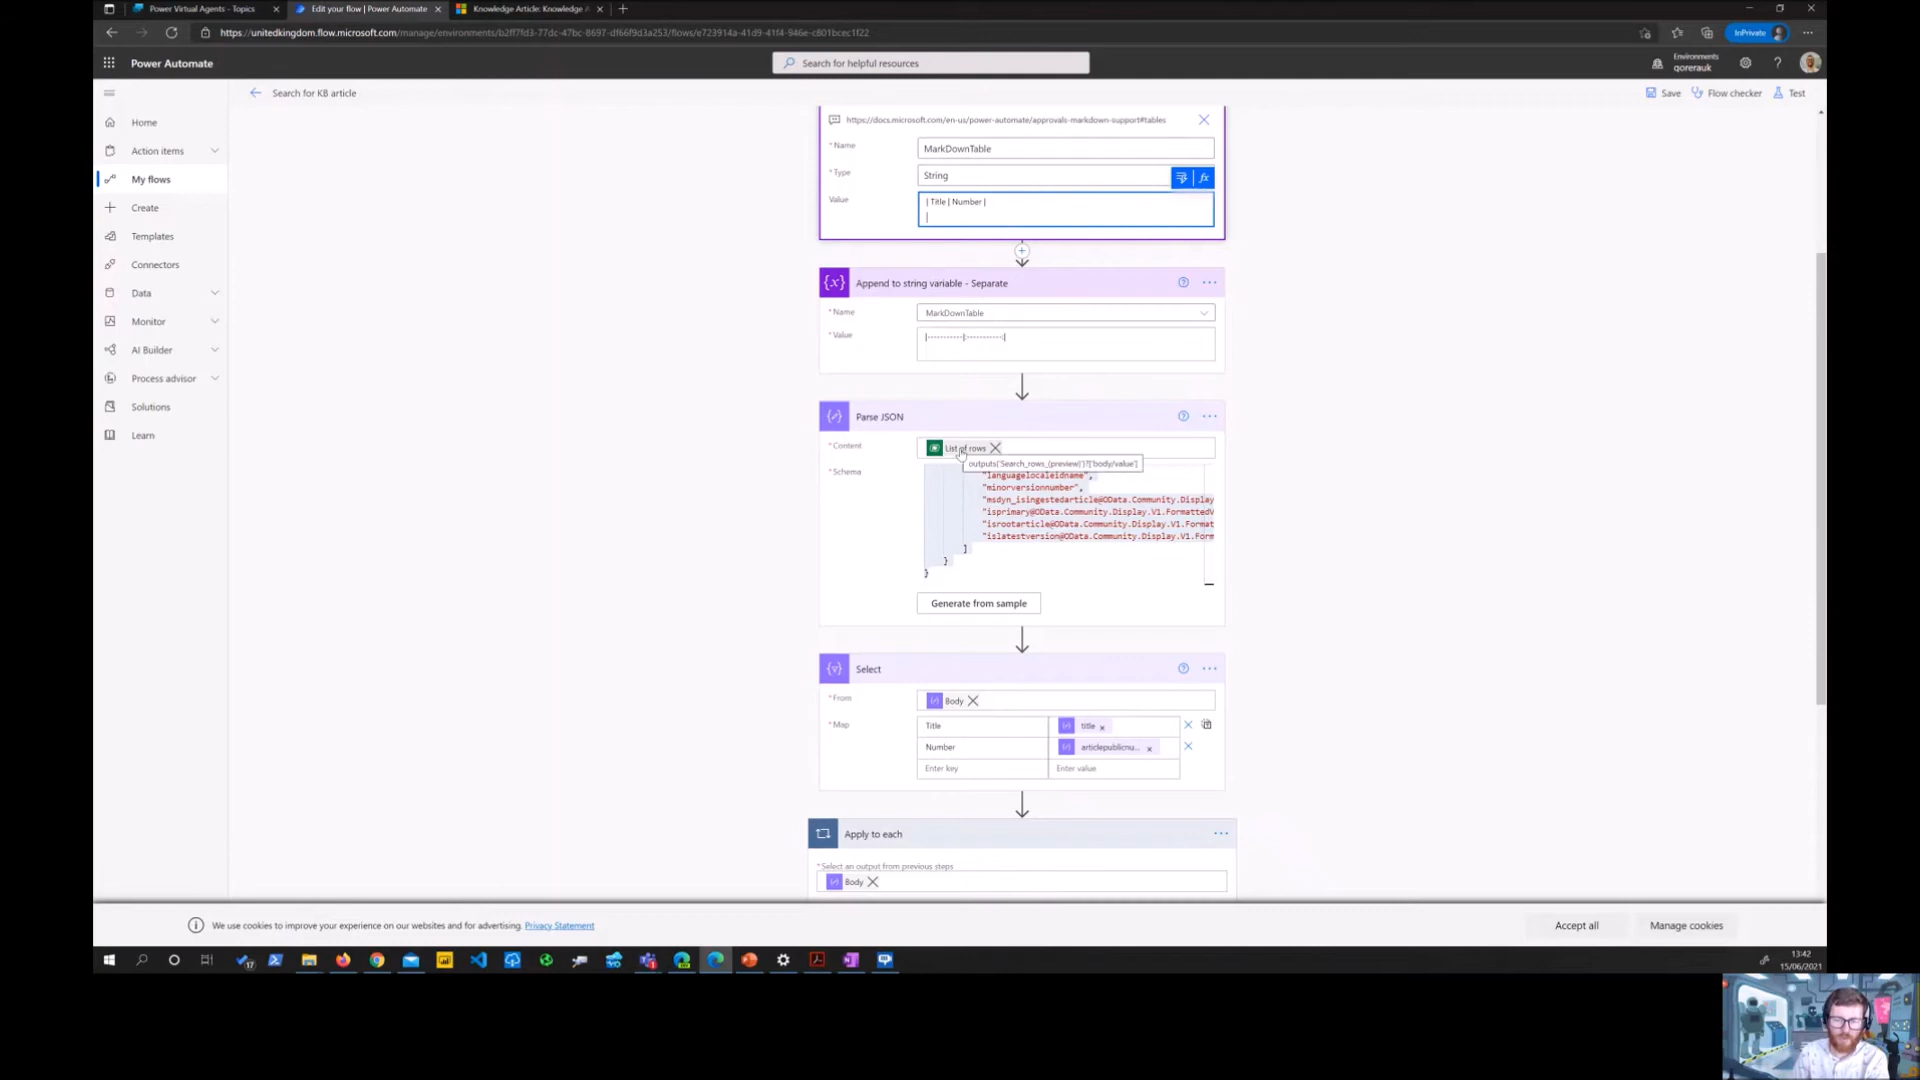 Power Virtual Agents - Topics
Edit your flow | Power Automate
Knowledge Article: Knowledge A
https://unitedkingdom.flow.microsoft.com/manage/environments/b2ff7fd3-77dc-47bc-8697-df66f9d3a253/flows/e723914a-41d9-41f4-946e-c801bcec1f22
InPrivate
Power Automate
Search for helpful resources
Environments
qorerauk
Search for KB article
Save
Flow checker
Test
Home
Action items
My flows
Create
Templates
Connectors
Data
Monitor
AI Builder
Process advisor
Solutions
Learn
https://docs.microsoft.com/en-us/power-automate/approvals-markdown-support#tables
* Name
MarkDownTable
* Type
String
fx
Value
| Title | Number |
|
{x} Append to string variable - Separate
* Name
MarkDownTable
* Value
|-----------|:----------:|
Parse JSON
* Content
List of rows
outputs('Search_rows_(preview)')?['body/value']
* Schema
"languagelocaleidname",
"minorversionnumber",
"msdyn_isingestedarticle@OData.Community.Display
"isprimary@OData.Community.Display.V1.FormattedV
"isrootarticle@OData.Community.Display.V1.Format
"islatestversion@OData.Community.Display.V1.Form
]
}
}
Generate from sample
Select
* From
Body
* Map
Title
title
Number
articlepublicnu...
Enter key
Enter value
Apply to each
* Select an output from previous steps
Body
We use cookies to improve your experience on our websites and for advertising. Privacy Statement
Accept all
Manage cookies
17
13:42
15/06/2021